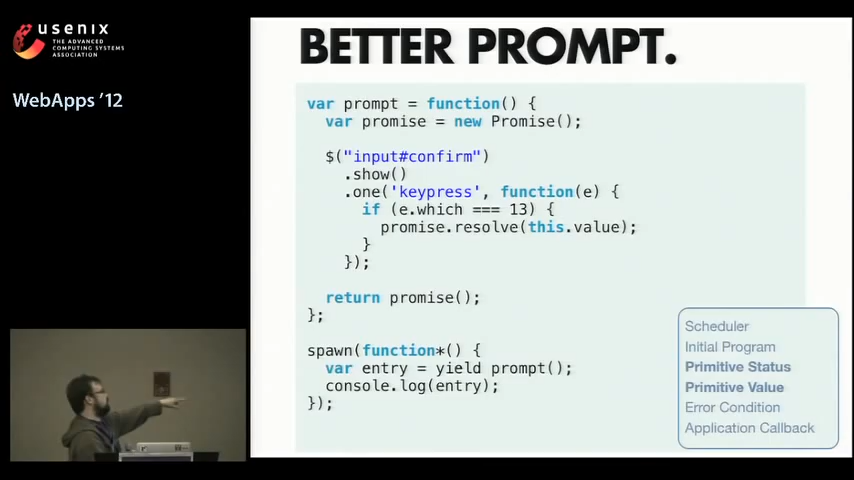 usenix
THE ADVANCED
COMPUTING SYSTEMS
ASSOCIATION
WebApps '12
BETTER PROMPT.
var prompt = function() {
var promise = new Promise();
$("input#confirm")
.show()
.one('keypress', function(e) {
if (e.which === 13) {
promise.resolve(this.value);
}
});
return promise();
};
spawn(function*() {
var entry = yield prompt();
console.log(entry);
});
Scheduler
Initial Program
Primitive Status
Primitive Value
Error Condition
Application Callback